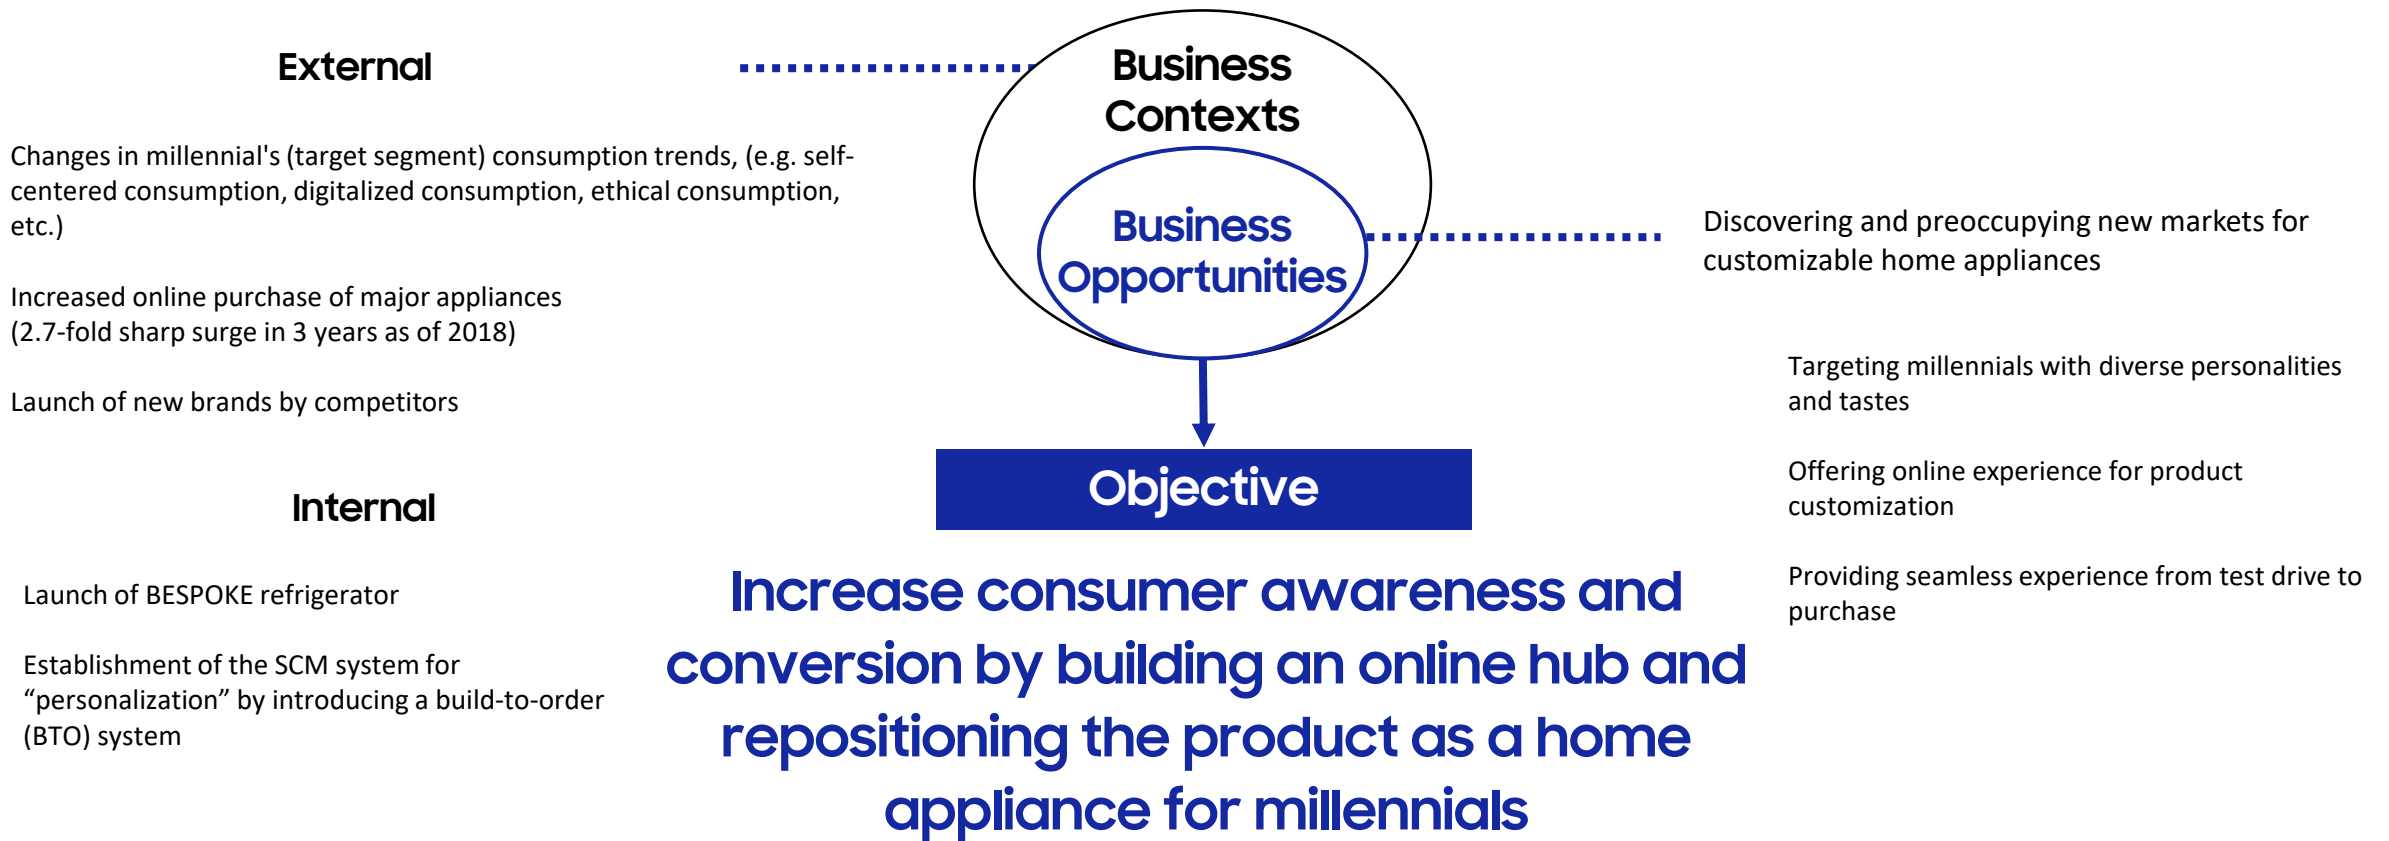 External
Changes in millennial's (target segment) consumption trends, (e.g. self-
centered consumption, digitalized consumption, ethical consumption,
etc.)
Increased online purchase of major appliances
(2.7-fold sharp surge in 3 years as of 2018)
Launch of new brands by competitors
Internal
Launch of BESPOKE refrigerator
Establishment of the SCM system for
“personalization” by introducing a build-to-order
(BTO) system
Business
Contexts
Business
Opportunities
Objective
Increase consumer awareness and
conversion by building an online hub and
repositioning the product as a home
appliance for millennials
Discovering and preoccupying new markets for
customizable home appliances
Targeting millennials with diverse personalities
and tastes
Offering online experience for product
customization
Providing seamless experience from test drive to
purchase